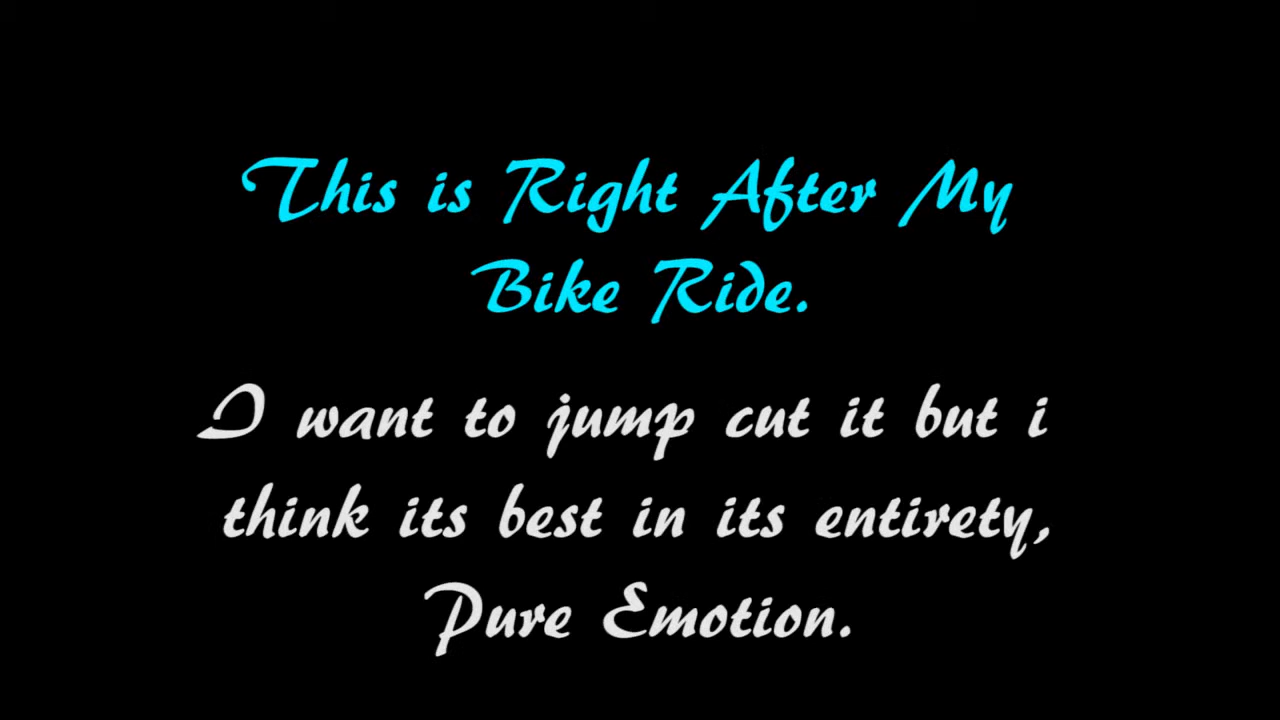 This is Right After My
Bike Ride.
I want to jump cut it but i
think its best in its entirety,
Pure Emotion.